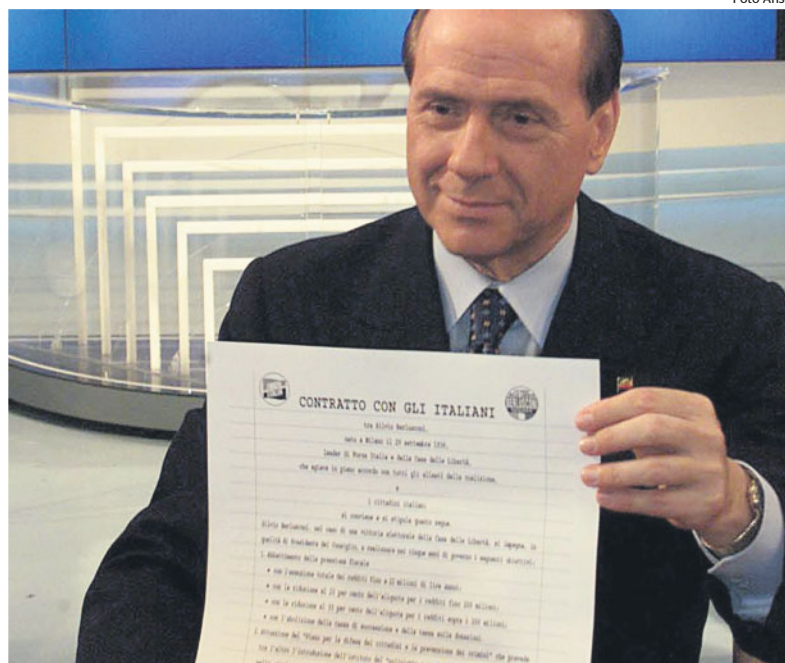 Foto Ans
CONTRATTO CON GLI ITALIANI
tra Silvio Berlusconi,
nato a Milano il 29 settembre 1936,
leader di Forza Italia e della Casa delle Libertà,
che agisce in pieno accordo con tutti gli alleati della coalizione,
e
i cittadini italiani
si conviene e si stipula quanto segue.
Silvio Berlusconi, nel caso di una vittoria elettorale della Casa delle Libertà, si impegna, in
qualità di Presidente del Consiglio, a realizzare nei cinque anni di governo i seguenti obiettivi:
1. Abbattimento della pressione fiscale
• con l'esenzione totale dei redditi fino a 22 milioni di lire annui;
• con la riduzione al 23 per cento dell'aliquota per i redditi fino 200 milioni;
• con la riduzione al 33 per cento dell'aliquota per i redditi sopra i 200 milioni;
• con l'abolizione della tassa di successione e della tassa sulle donazioni.
2. Attuazione del "Piano per la difesa dei cittadini e la prevenzione dei crimini" che prevede
tra l'altro l'introduzione dell'istituto del